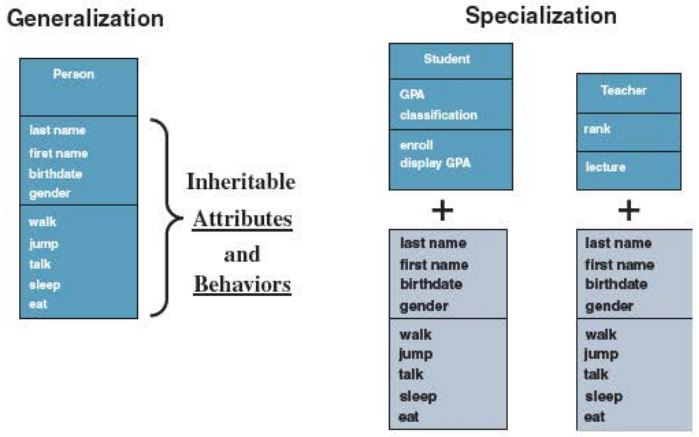 Generalization
Person
last name
first name
birthdate
gender
walk
jump
talk
sleep
eat
Inheritable
Attributes
and
Behaviors
Specialization
Student
GPA
classification
enroll
display GPA
+
last name
first name
birthdate
gender
walk
jump
talk
sleep
eat
Teacher
rank
lecture
+
last name
first name
birthdate
gender
walk
jump
talk
sleep
eat